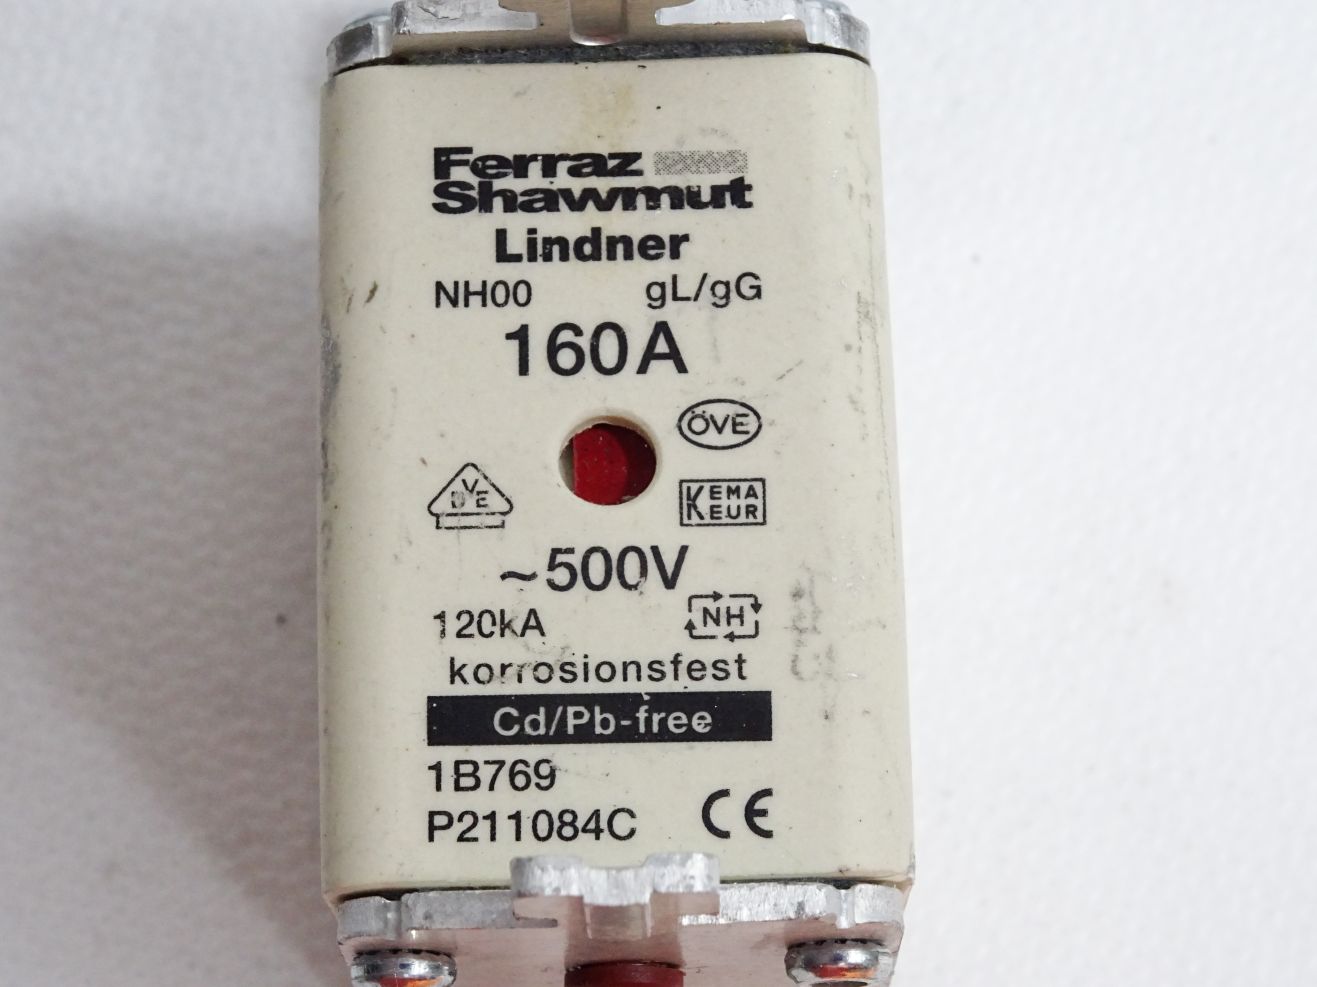 Ferraz
Shawmut
Lindner
NH00 gL/gG
160A
ÖVE
VDE
KEMA
KEUR
~500V
120kA NH
korrosionsfest
Cd/Pb-free
1B769
P211084C CE